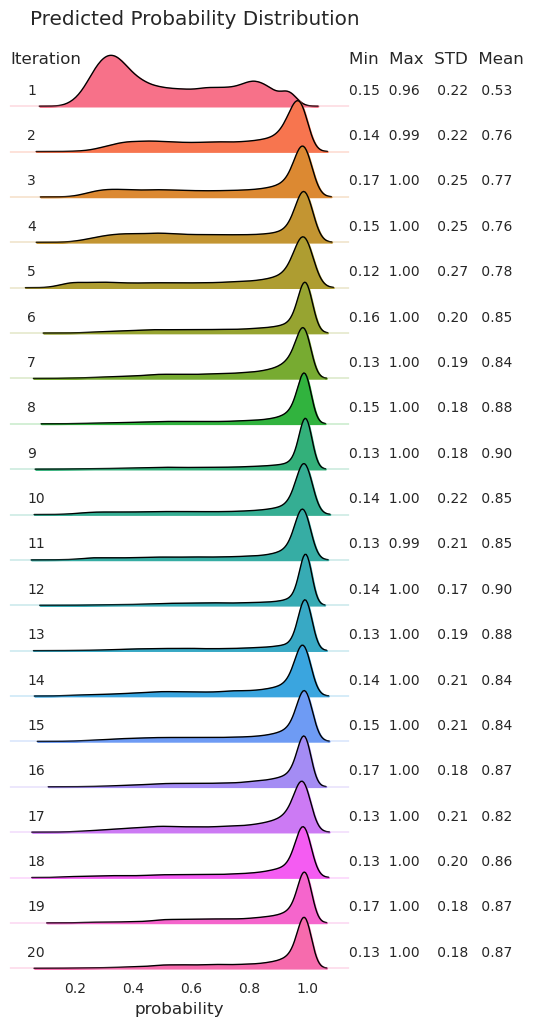 Predicted Probability Distribution
Iteration Min Max STD Mean
1 0.15 0.96 0.22 0.53
2 0.14 0.99 0.22 0.76
3 0.17 1.00 0.25 0.77
4 0.15 1.00 0.25 0.76
5 0.12 1.00 0.27 0.78
6 0.16 1.00 0.20 0.85
7 0.13 1.00 0.19 0.84
8 0.15 1.00 0.18 0.88
9 0.13 1.00 0.18 0.90
10 0.14 1.00 0.22 0.85
11 0.13 0.99 0.21 0.85
12 0.14 1.00 0.17 0.90
13 0.13 1.00 0.19 0.88
14 0.14 1.00 0.21 0.84
15 0.15 1.00 0.21 0.84
16 0.17 1.00 0.18 0.87
17 0.13 1.00 0.21 0.82
18 0.13 1.00 0.20 0.86
19 0.17 1.00 0.18 0.87
20 0.13 1.00 0.18 0.87
0.2 0.4 0.6 0.8 1.0
probability